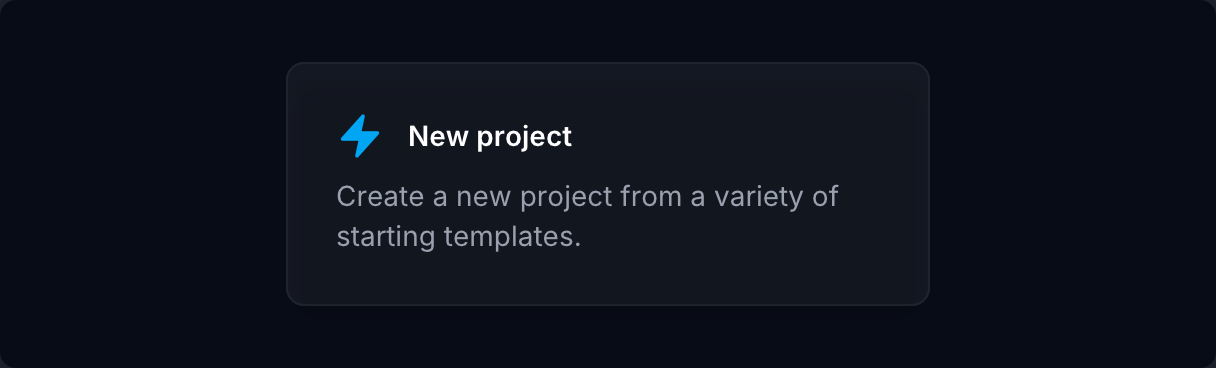 New project
Create a new project from a variety of
starting templates.